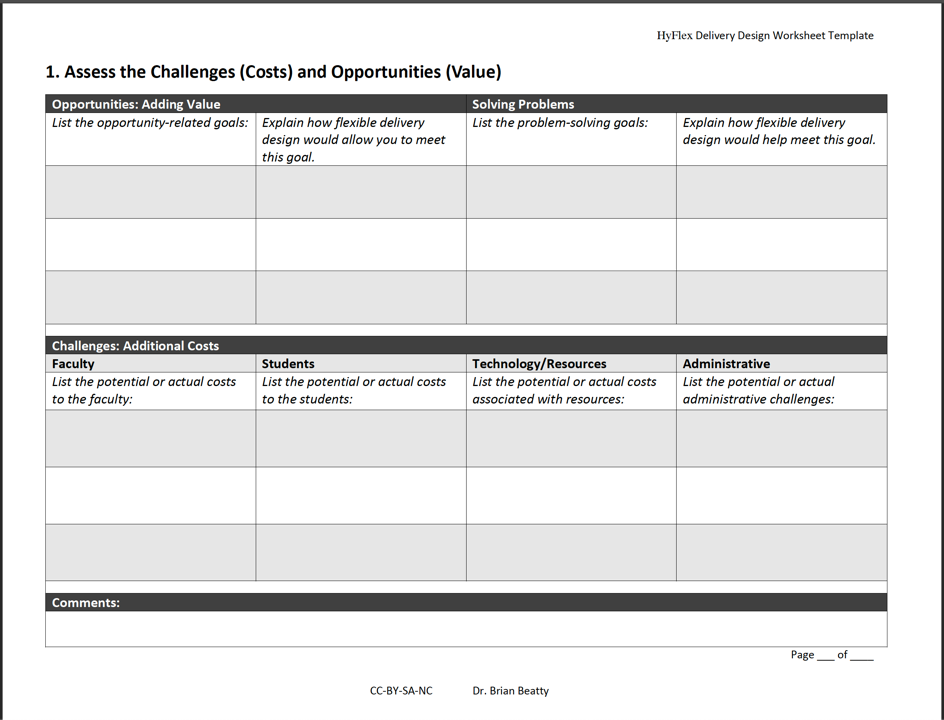 HyFlex Delivery Design Worksheet Template
1. Assess the Challenges (Costs) and Opportunities (Value)
Opportunities: Adding Value
Solving Problems
List the opportunity-related goals:
Explain how flexible delivery
design would allow you to meet
this goal.
List the problem-solving goals:
Explain how flexible delivery
design would help meet this goal.
Challenges: Additional Costs
Faculty
Students
Technology/Resources
Administrative
List the potential or actual costs
to the faculty:
List the potential or actual costs
to the students:
List the potential or actual costs
associated with resources:
List the potential or actual
administrative challenges:
Comments:
Page ___ of ____
CC-BY-SA-NC
Dr. Brian Beatty